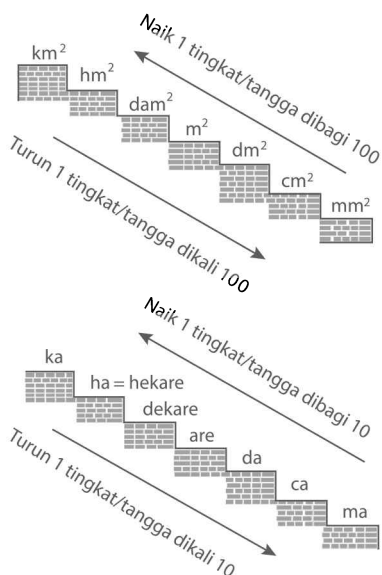 km²
hm²
dam²
m²
dm²
cm²
mm²
Naik 1 tingkat/tangga dibagi 100
Turun 1 tingkat/tangga dikali 100
ka
ha = hekare
dekare
are
da
ca
ma
Naik 1 tingkat/tangga dibagi 10
Turun 1 tingkat/tangga dikali 10